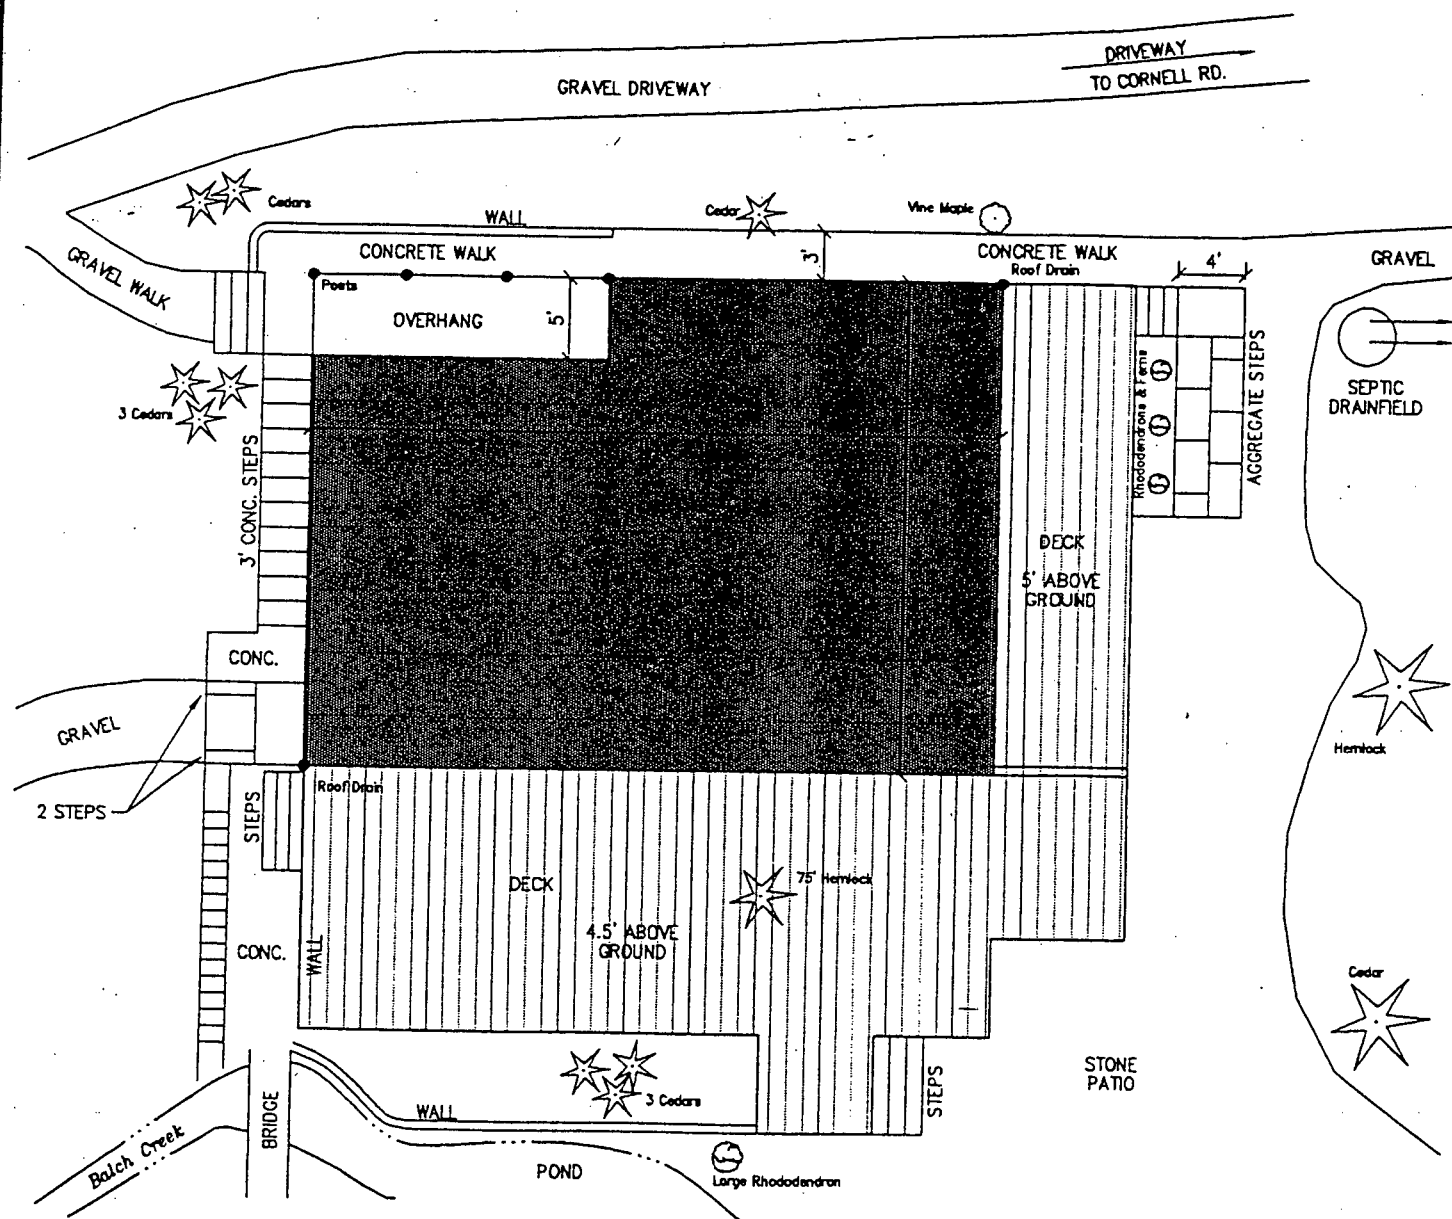 DRIVEWAY
TO CORNELL RD.
GRAVEL DRIVEWAY
Cedars
WALL
Cedar
Vine Maple
CONCRETE WALK
3'
CONCRETE WALK
Roof Drain
4'
GRAVEL
GRAVEL WALK
Posts
OVERHANG
5'
3 Cedars
3' CONC. STEPS
Rhododendrons & Ferns
AGGREGATE STEPS
SEPTIC
DRAINFIELD
DECK
5' ABOVE
GROUND
CONC.
GRAVEL
2 STEPS
STEPS
Roof Drain
Hemlock
DECK
75' Hemlock
4.5' ABOVE
GROUND
CONC.
WALL
Cedar
STONE
PATIO
STEPS
3 Cedars
WALL
BRIDGE
Balch Creek
POND
Large Rhododendron